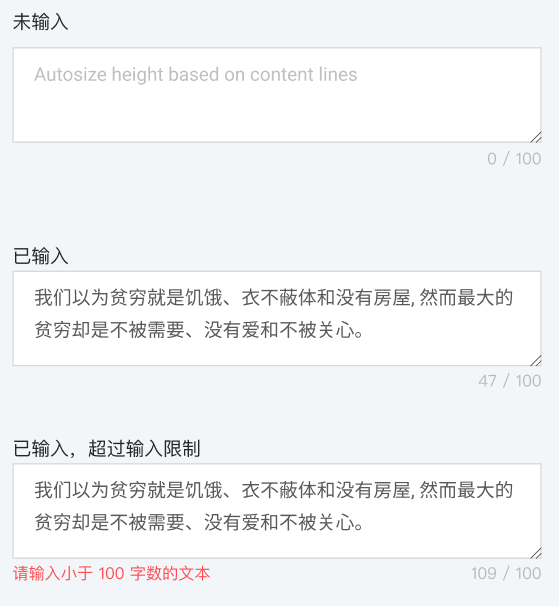 未输入
Autosize height based on content lines
0 / 100
已输入
我们以为贫穷就是饥饿、衣不蔽体和没有房屋, 然而最大的
贫穷却是不被需要、没有爱和不被关心。
47 / 100
已输入，超过输入限制
我们以为贫穷就是饥饿、衣不蔽体和没有房屋, 然而最大的
贫穷却是不被需要、没有爱和不被关心。
请输入小于 100 字数的文本
109 / 100